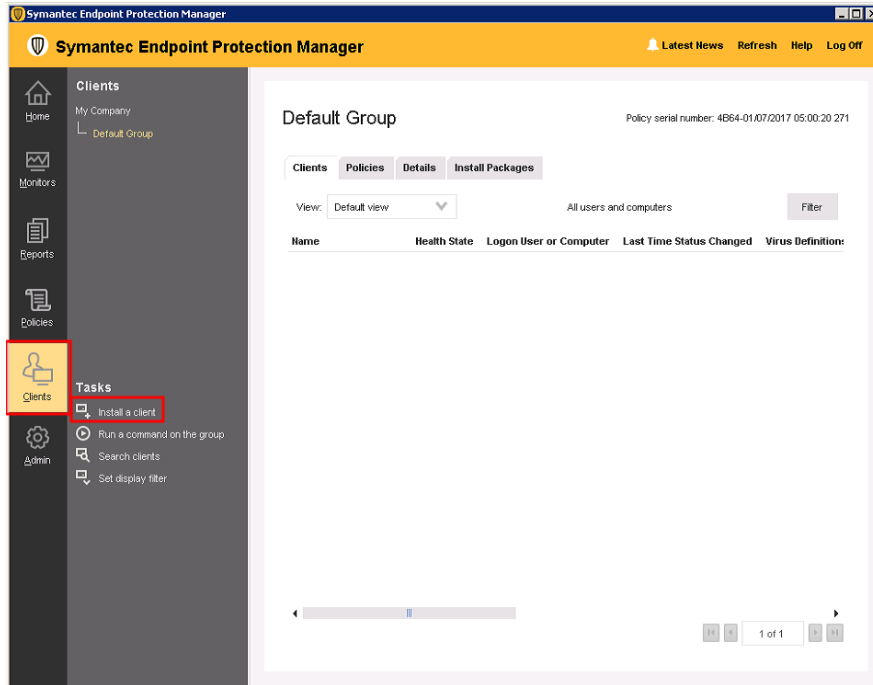 Symantec Endpoint Protection Manager
Symantec Endpoint Protection Manager
Latest News Refresh Help Log Off
Home
Monitors
Reports
Policies
Clients
Admin
Clients
My Company
Default Group
Tasks
Install a client
Run a command on the group
Search clients
Set display filter
Default Group
Policy serial number: 4B64-01/07/2017 05:00:20 271
Clients Policies Details Install Packages
View: Default view All users and computers Filter
Name Health State Logon User or Computer Last Time Status Changed Virus Definitions
1 of 1